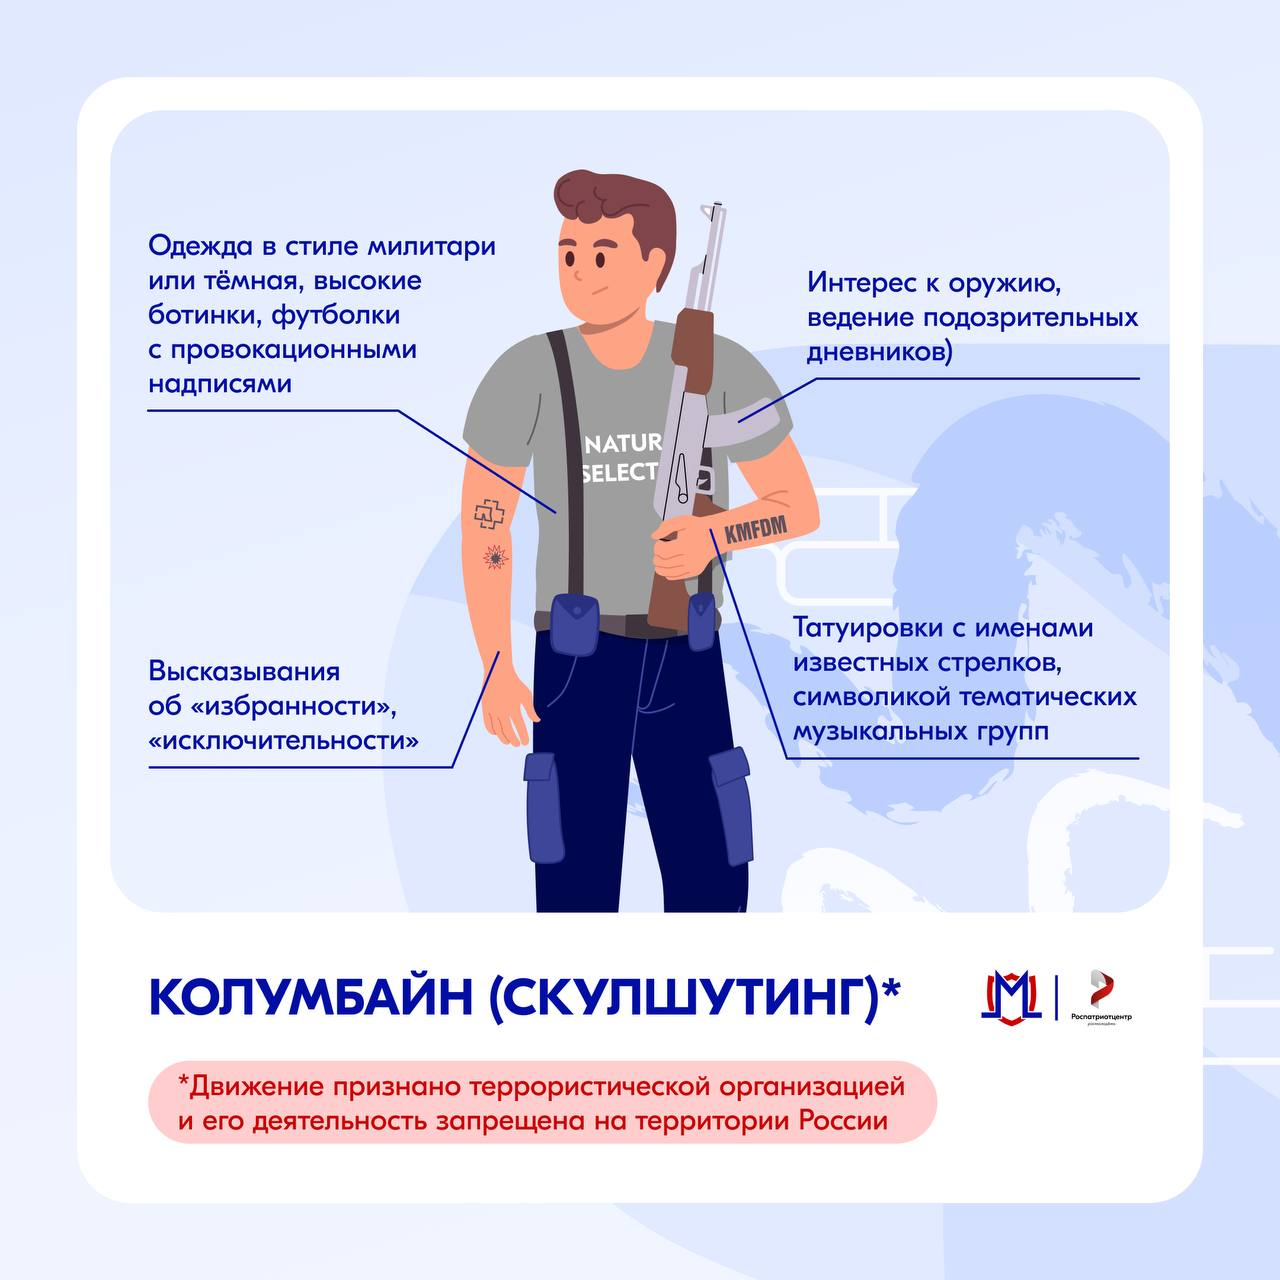 Одежда в стиле милитари
или тёмная, высокие
ботинки, футболки
с провокационными
надписями
Интерес к оружию,
ведение подозрительных
дневников)
NATUR
SELECT
KMFDM
Высказывания
об «избранности»,
«исключительности»
Татуировки с именами
известных стрелков,
символикой тематических
музыкальных групп
КОЛУМБАЙН (СКУЛШУТИНГ)*
Роспатриотцентр
росмолодёжь
*Движение признано террористической организацией
и его деятельность запрещена на территории России